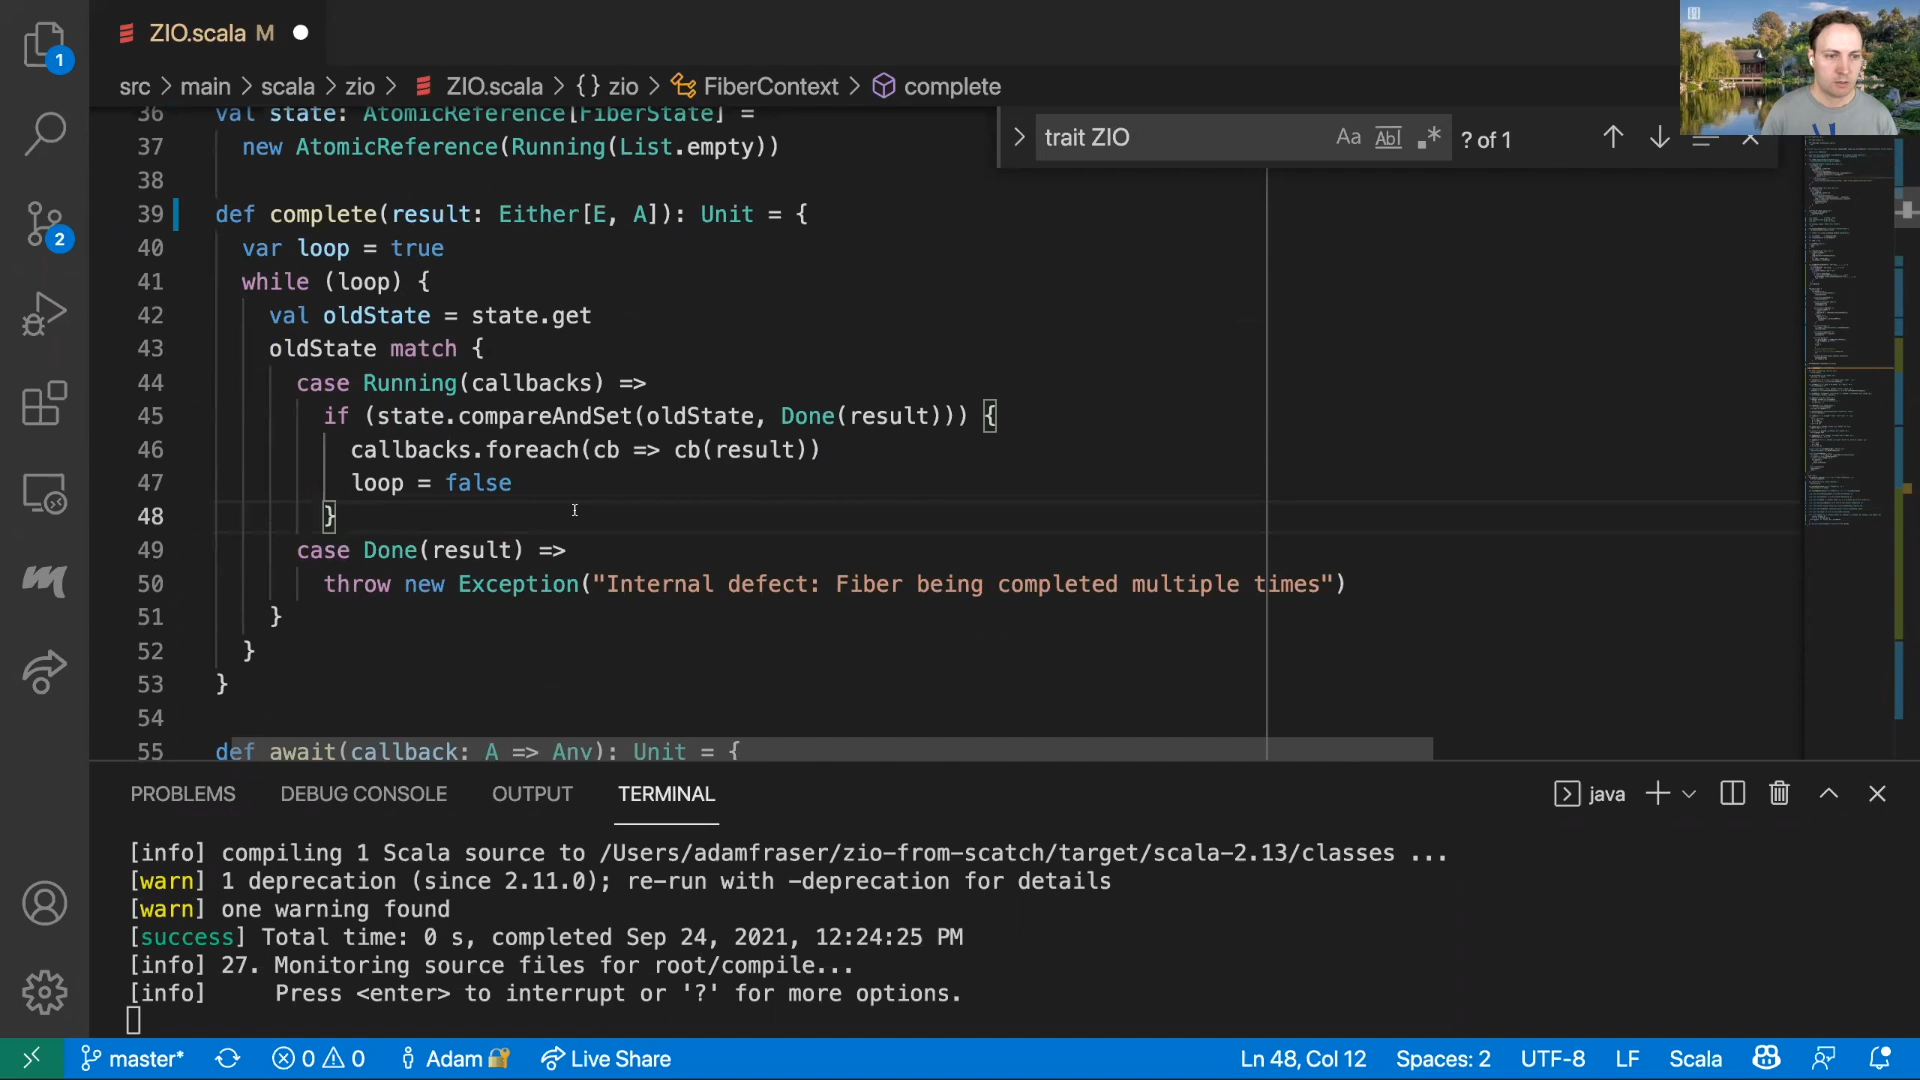 ZIO.scala M
1
src > main > scala > zio > ZIO.scala > {} zio > FiberContext > complete
36 val state: AtomicReference[FiberState] =
37 new AtomicReference(Running(List.empty))
38
39 def complete(result: Either[E, A]): Unit = {
40 var loop = true
41 while (loop) {
42 val oldState = state.get
43 oldState match {
44 case Running(callbacks) =>
45 if (state.compareAndSet(oldState, Done(result))) {
46 callbacks.foreach(cb => cb(result))
47 loop = false
48 }
49 case Done(result) =>
50 throw new Exception("Internal defect: Fiber being completed multiple times")
51 }
52 }
53 }
54
55 def await(callback: A => Any): Unit = {
trait ZIO Aa Abl .* ? of 1
2
PROBLEMS DEBUG CONSOLE OUTPUT TERMINAL
java
[info] compiling 1 Scala source to /Users/adamfraser/zio-from-scatch/target/scala-2.13/classes ...
[warn] 1 deprecation (since 2.11.0); re-run with -deprecation for details
[warn] one warning found
[success] Total time: 0 s, completed Sep 24, 2021, 12:24:25 PM
[info] 27. Monitoring source files for root/compile...
[info] Press <enter> to interrupt or '?' for more options.
master* 0 0 Adam Live Share Ln 48, Col 12 Spaces: 2 UTF-8 LF Scala